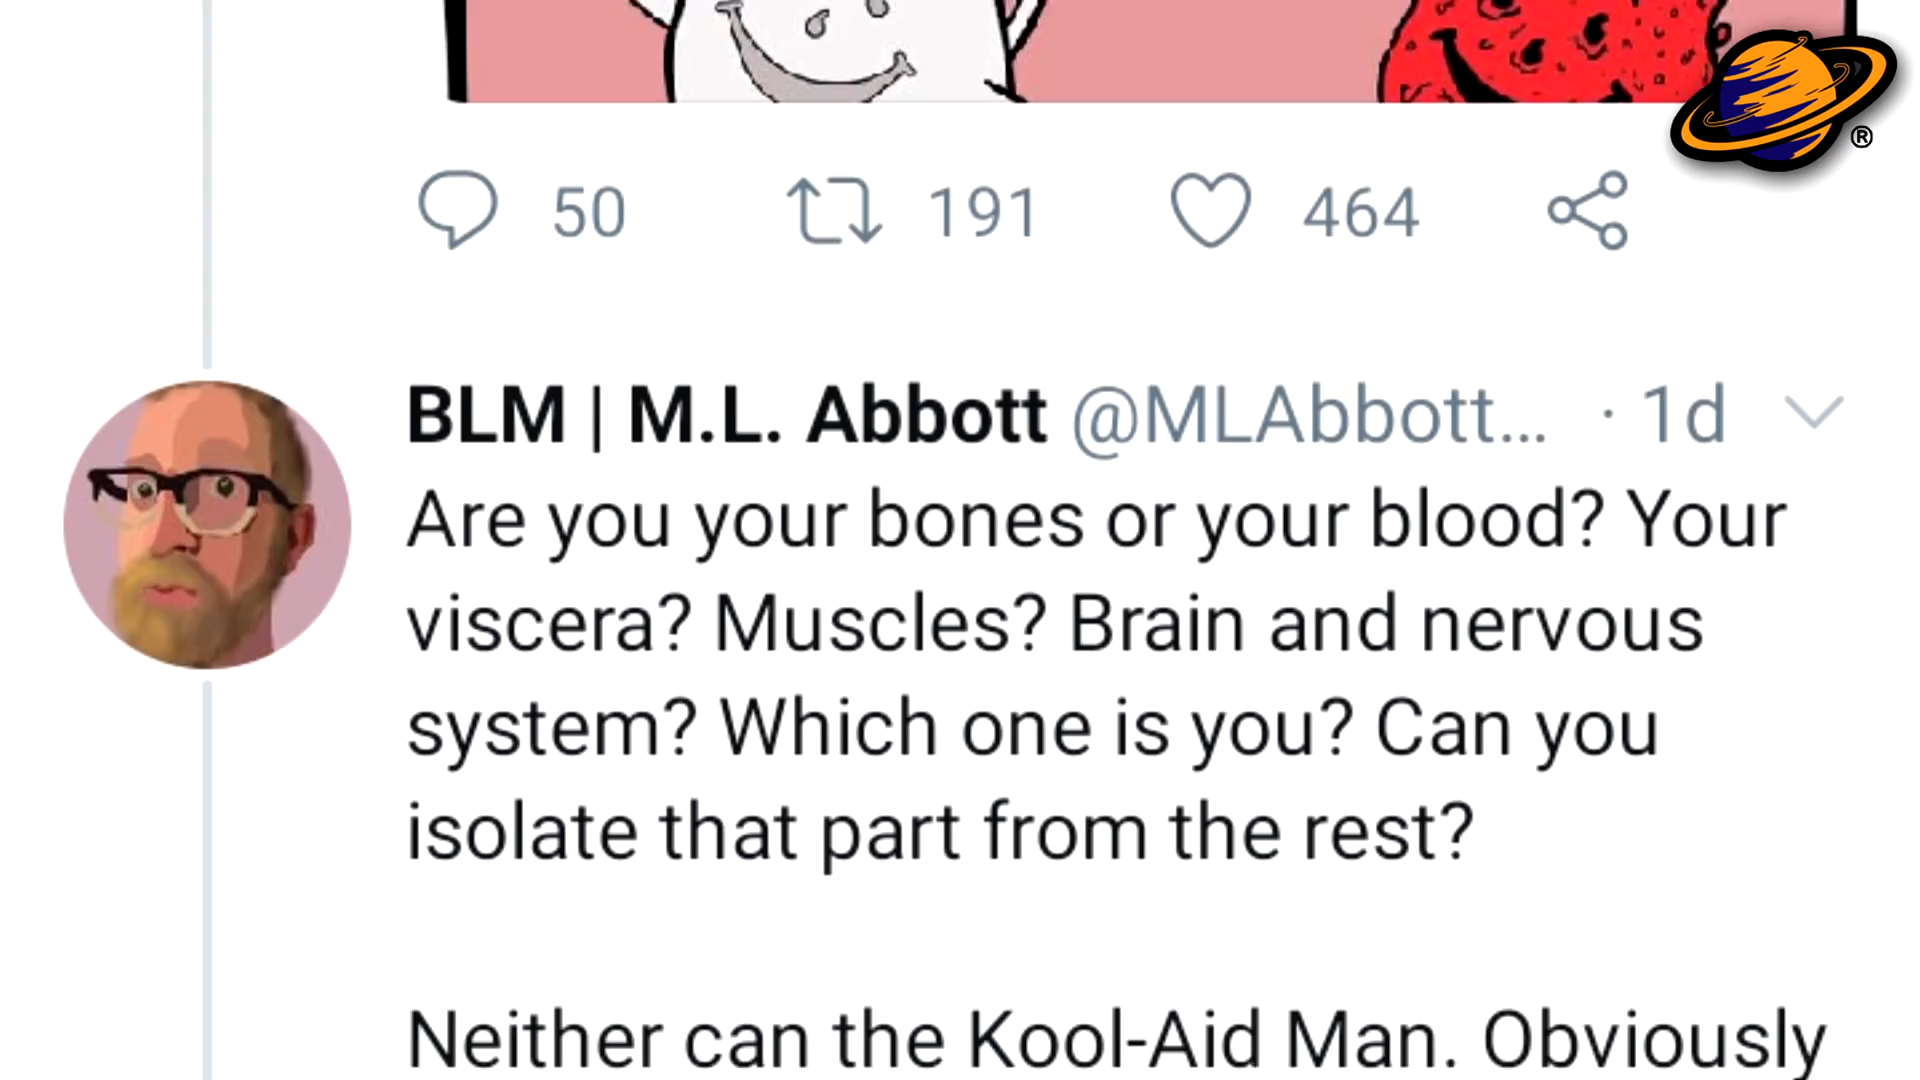 ®
50 191 464
BLM | M.L. Abbott @MLAbbott... · 1d
Are you your bones or your blood? Your
viscera? Muscles? Brain and nervous
system? Which one is you? Can you
isolate that part from the rest?
Neither can the Kool-Aid Man. Obviously